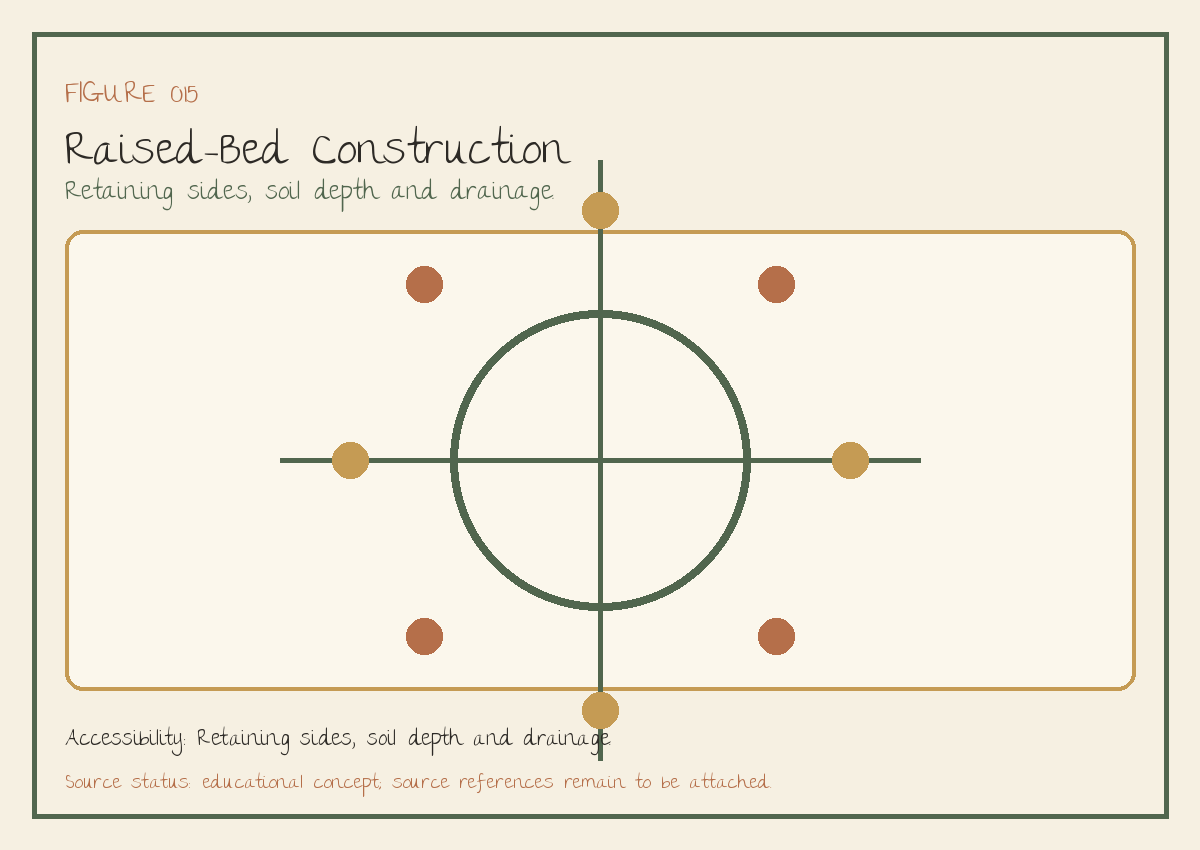 FIGURE 015
Raised-Bed Construction
Retaining sides, soil depth and drainage.
Accessibility: Retaining sides, soil depth and drainage.
Source status: educational concept; source references remain to be attached.